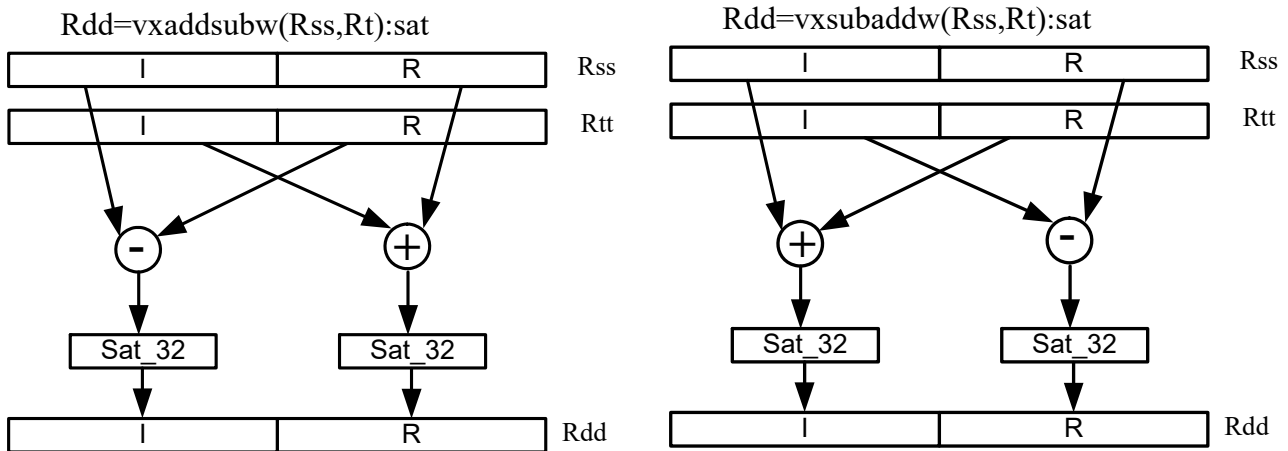 Rdd=vxaddsubw(Rss,Rt):sat
I R Rss
I R Rtt
- +
Sat_32 Sat_32
I R Rdd
Rdd=vxsubaddw(Rss,Rt):sat
I R Rss
I R Rtt
+ -
Sat_32 Sat_32
I R Rdd